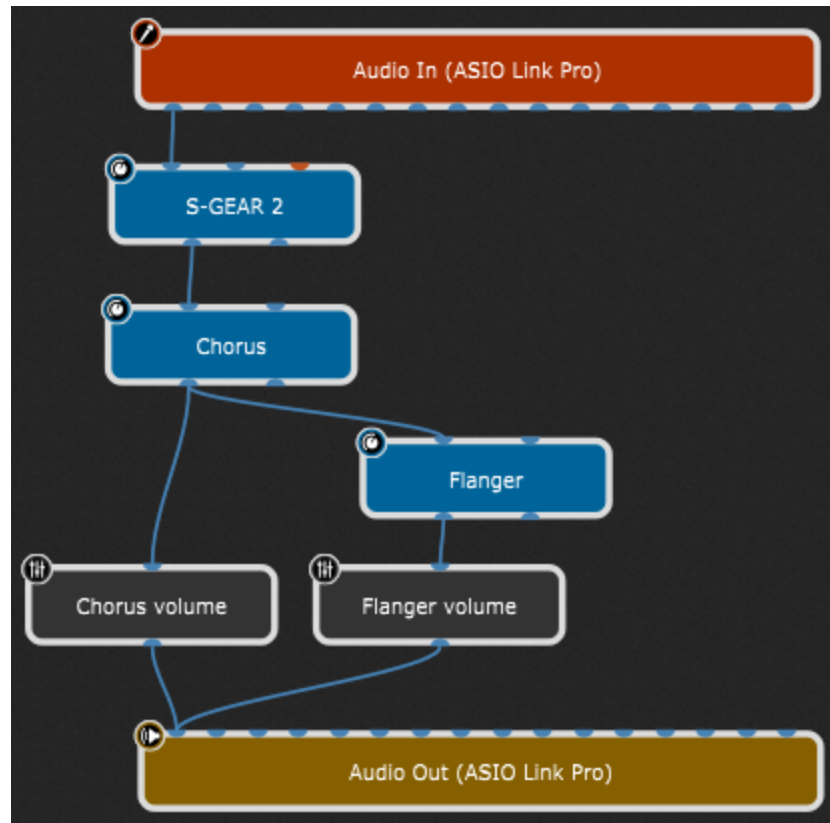 Audio In (ASIO Link Pro)
S-GEAR 2
Chorus
Flanger
Chorus volume
Flanger volume
Audio Out (ASIO Link Pro)